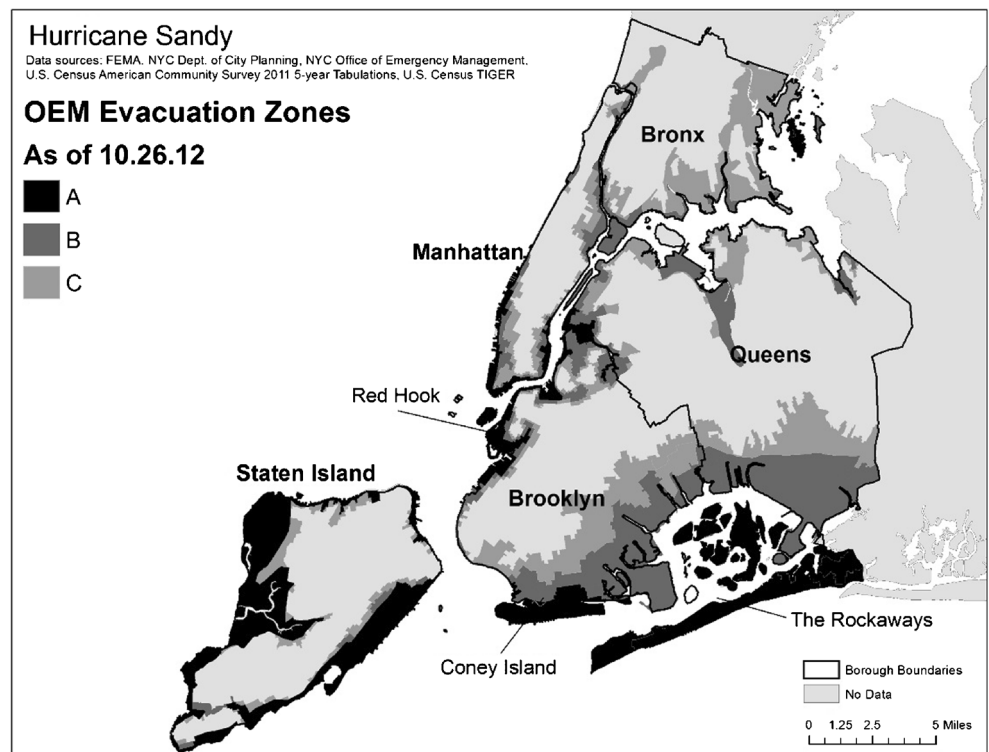 Hurricane Sandy
Data sources: FEMA, NYC Dept. of City Planning, NYC Office of Emergency Management,
U.S. Census American Community Survey 2011 5-year Tabulations, U.S. Census TIGER
OEM Evacuation Zones
As of 10.26.12
A
B
C
Bronx
Manhattan
Queens
Red Hook
Staten Island
Brooklyn
The Rockaways
Coney Island
Borough Boundaries
No Data
0 1.25 2.5 5 Miles